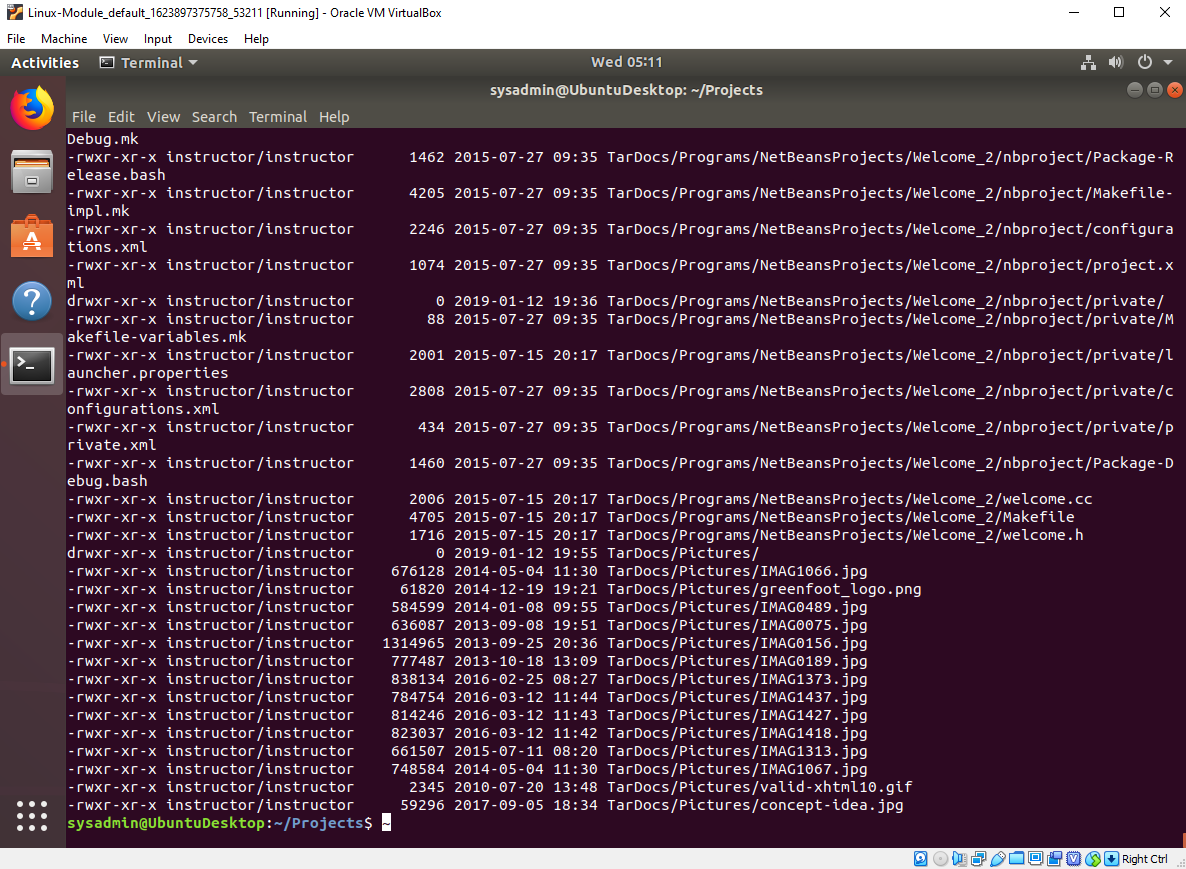 Linux-Module_default_1623897375758_53211 [Running] - Oracle VM VirtualBox
File Machine View Input Devices Help
Activities Terminal Wed 05:11
sysadmin@UbuntuDesktop: ~/Projects
File Edit View Search Terminal Help
Debug.mk
-rwxr-xr-x instructor/instructor 1462 2015-07-27 09:35 TarDocs/Programs/NetBeansProjects/Welcome_2/nbproject/Package-R
elease.bash
-rwxr-xr-x instructor/instructor 4205 2015-07-27 09:35 TarDocs/Programs/NetBeansProjects/Welcome_2/nbproject/Makefile-
impl.mk
-rwxr-xr-x instructor/instructor 2246 2015-07-27 09:35 TarDocs/Programs/NetBeansProjects/Welcome_2/nbproject/configura
tions.xml
-rwxr-xr-x instructor/instructor 1074 2015-07-27 09:35 TarDocs/Programs/NetBeansProjects/Welcome_2/nbproject/project.x
ml
drwxr-xr-x instructor/instructor 0 2019-01-12 19:36 TarDocs/Programs/NetBeansProjects/Welcome_2/nbproject/private/
-rwxr-xr-x instructor/instructor 88 2015-07-27 09:35 TarDocs/Programs/NetBeansProjects/Welcome_2/nbproject/private/M
akefile-variables.mk
-rwxr-xr-x instructor/instructor 2001 2015-07-15 20:17 TarDocs/Programs/NetBeansProjects/Welcome_2/nbproject/private/l
auncher.properties
-rwxr-xr-x instructor/instructor 2808 2015-07-27 09:35 TarDocs/Programs/NetBeansProjects/Welcome_2/nbproject/private/c
onfigurations.xml
-rwxr-xr-x instructor/instructor 434 2015-07-27 09:35 TarDocs/Programs/NetBeansProjects/Welcome_2/nbproject/private/p
rivate.xml
-rwxr-xr-x instructor/instructor 1460 2015-07-27 09:35 TarDocs/Programs/NetBeansProjects/Welcome_2/nbproject/Package-D
ebug.bash
-rwxr-xr-x instructor/instructor 2006 2015-07-15 20:17 TarDocs/Programs/NetBeansProjects/Welcome_2/welcome.cc
-rwxr-xr-x instructor/instructor 4705 2015-07-15 20:17 TarDocs/Programs/NetBeansProjects/Welcome_2/Makefile
-rwxr-xr-x instructor/instructor 1716 2015-07-15 20:17 TarDocs/Programs/NetBeansProjects/Welcome_2/welcome.h
drwxr-xr-x instructor/instructor 0 2019-01-12 19:55 TarDocs/Pictures/
-rwxr-xr-x instructor/instructor 676128 2014-05-04 11:30 TarDocs/Pictures/IMAG1066.jpg
-rwxr-xr-x instructor/instructor 61820 2014-12-19 19:21 TarDocs/Pictures/greenfoot_logo.png
-rwxr-xr-x instructor/instructor 584599 2014-01-08 09:55 TarDocs/Pictures/IMAG0489.jpg
-rwxr-xr-x instructor/instructor 636087 2013-09-08 19:51 TarDocs/Pictures/IMAG0075.jpg
-rwxr-xr-x instructor/instructor 1314965 2013-09-25 20:36 TarDocs/Pictures/IMAG0156.jpg
-rwxr-xr-x instructor/instructor 777487 2013-10-18 13:09 TarDocs/Pictures/IMAG0189.jpg
-rwxr-xr-x instructor/instructor 838134 2016-02-25 08:27 TarDocs/Pictures/IMAG1373.jpg
-rwxr-xr-x instructor/instructor 784754 2016-03-12 11:44 TarDocs/Pictures/IMAG1437.jpg
-rwxr-xr-x instructor/instructor 814246 2016-03-12 11:43 TarDocs/Pictures/IMAG1427.jpg
-rwxr-xr-x instructor/instructor 823037 2016-03-12 11:42 TarDocs/Pictures/IMAG1418.jpg
-rwxr-xr-x instructor/instructor 661507 2015-07-11 08:20 TarDocs/Pictures/IMAG1313.jpg
-rwxr-xr-x instructor/instructor 748584 2014-05-04 11:30 TarDocs/Pictures/IMAG1067.jpg
-rwxr-xr-x instructor/instructor 2345 2010-07-20 13:48 TarDocs/Pictures/valid-xhtml10.gif
-rwxr-xr-x instructor/instructor 59296 2017-09-05 18:34 TarDocs/Pictures/concept-idea.jpg
sysadmin@UbuntuDesktop:~/Projects$ ~
Right Ctrl